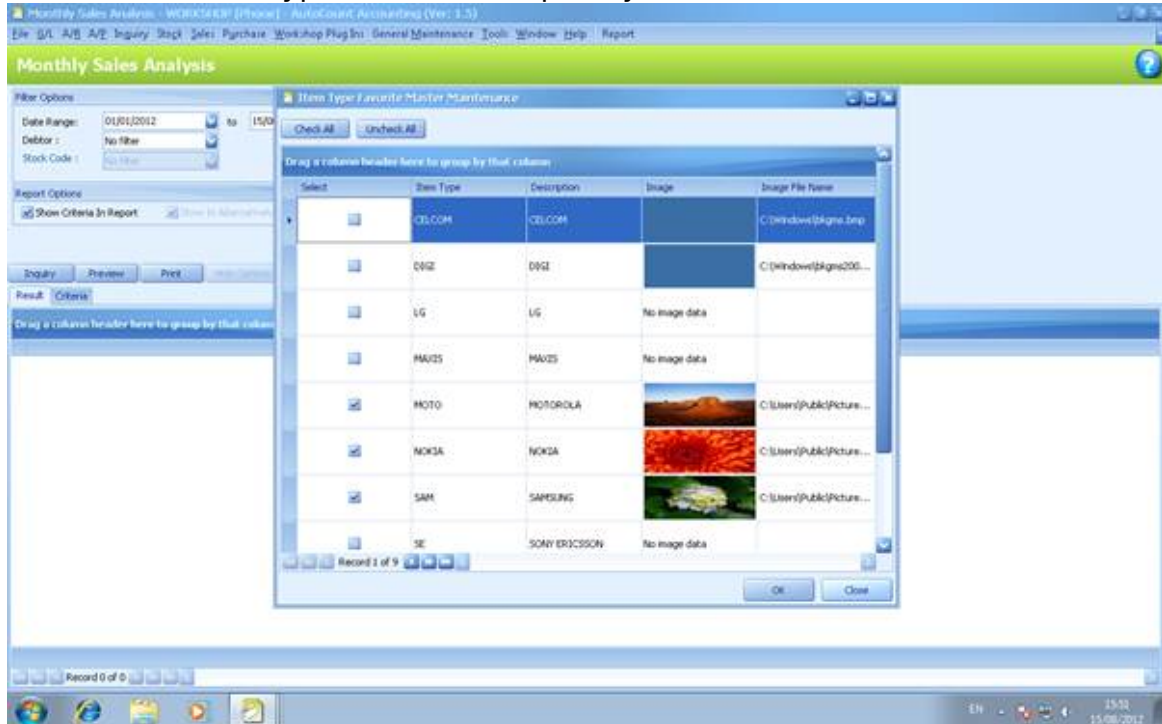 Monthly Sales Analysis - WORKSHOP [Phone] - AutoCount Accounting (Ver: 1.5)
File G/L A/R A/P Inquiry Stock Sales Purchase Workshop Plug Ins General Maintenance Tools Window Help Report
Monthly Sales Analysis
Filter Options
Date Range: 01/01/2012 to
Debtor : No filter
Stock Code : No filter
Report Options
Show Criteria In Report
Inquiry Preview Print
Result Criteria
Drag a column header here to group by that column
Record 0 of 0
Item Type Favorite Master Maintenance
Check All Uncheck All
Drag a column header here to group by that column
Select Item Type Description Image Image File Name
CELCOM CELCOM C:\Windows\bkgms.bmp
DIGI DIGI C:\Windows\bkgms200...
LG LG No image data
MAXIS MAXIS No image data
MOTO MOTOROLA C:\Users\Public\Picture...
NOKIA NOKIA C:\Users\Public\Picture...
SAM SAMSUNG C:\Users\Public\Picture...
SE SONY ERICSSON No image data
Record 1 of 9
OK Close
EN 15:51
15/08/2012